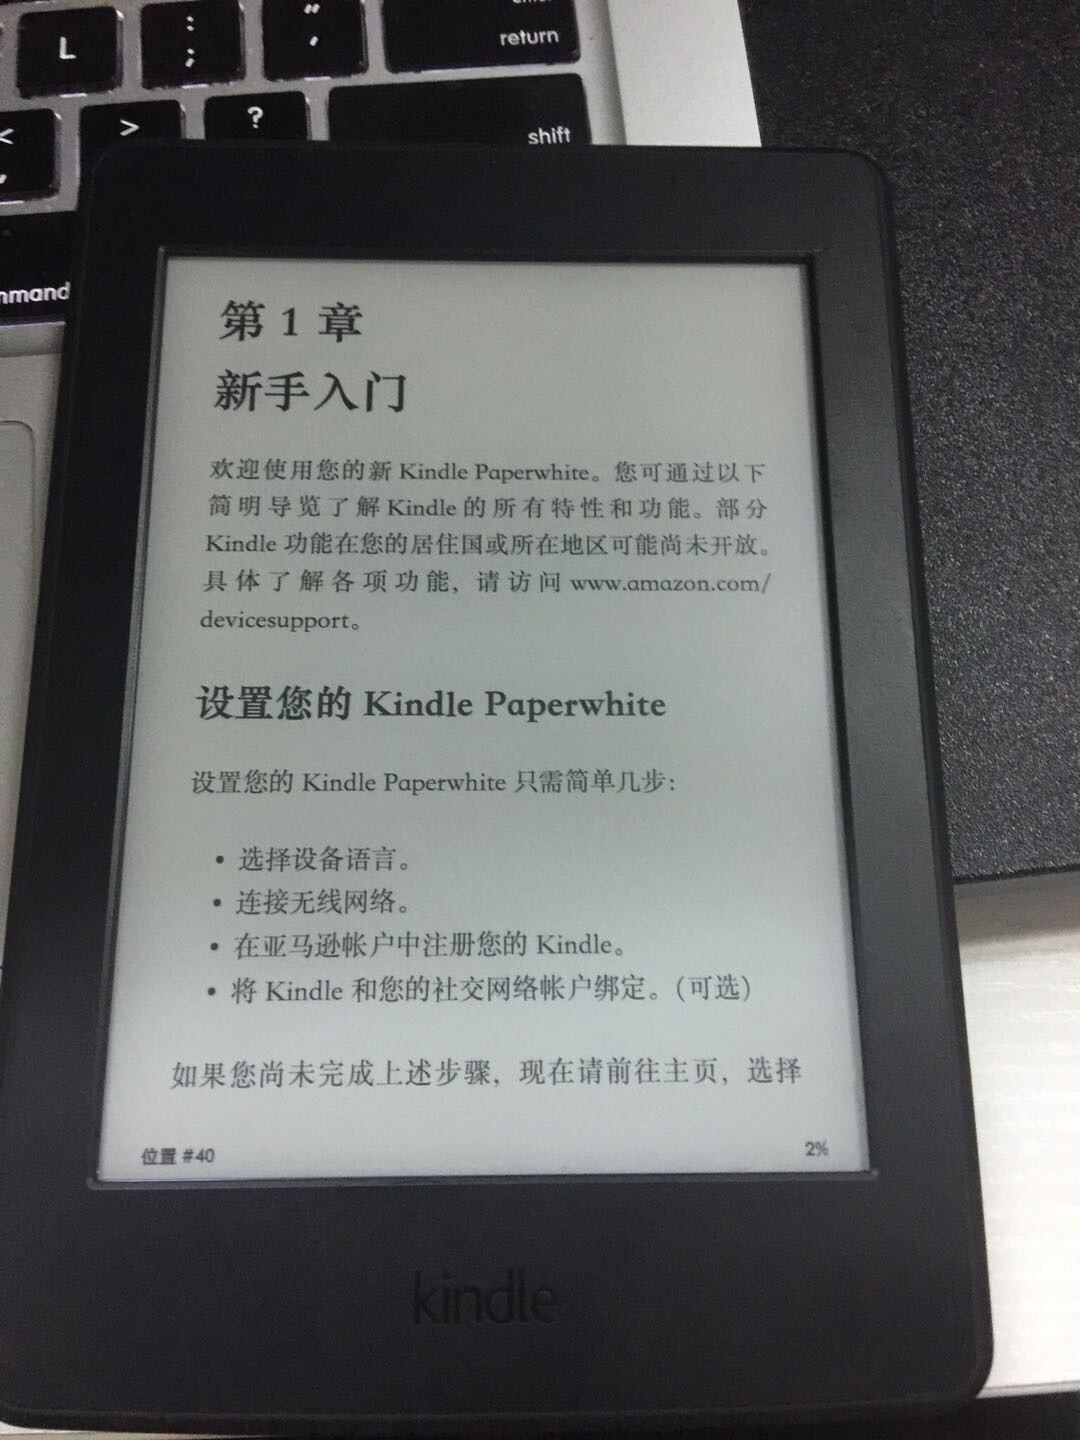 enter
return
L
: ;
" '
<
,
>
?
shift
command
第 1 章
新手入门
欢迎使用您的新 Kindle Paperwhite。您可通过以下
简明导览了解 Kindle 的所有特性和功能。部分
Kindle 功能在您的居住国或所在地区可能尚未开放。
具体了解各项功能，请访问 www.amazon.com/
devicesupport。
设置您的 Kindle Paperwhite
设置您的 Kindle Paperwhite 只需简单几步：
• 选择设备语言。
• 连接无线网络。
• 在亚马逊帐户中注册您的 Kindle。
• 将 Kindle 和您的社交网络帐户绑定。（可选）
如果您尚未完成上述步骤，现在请前往主页，选择
位置 #40
2%
kindle